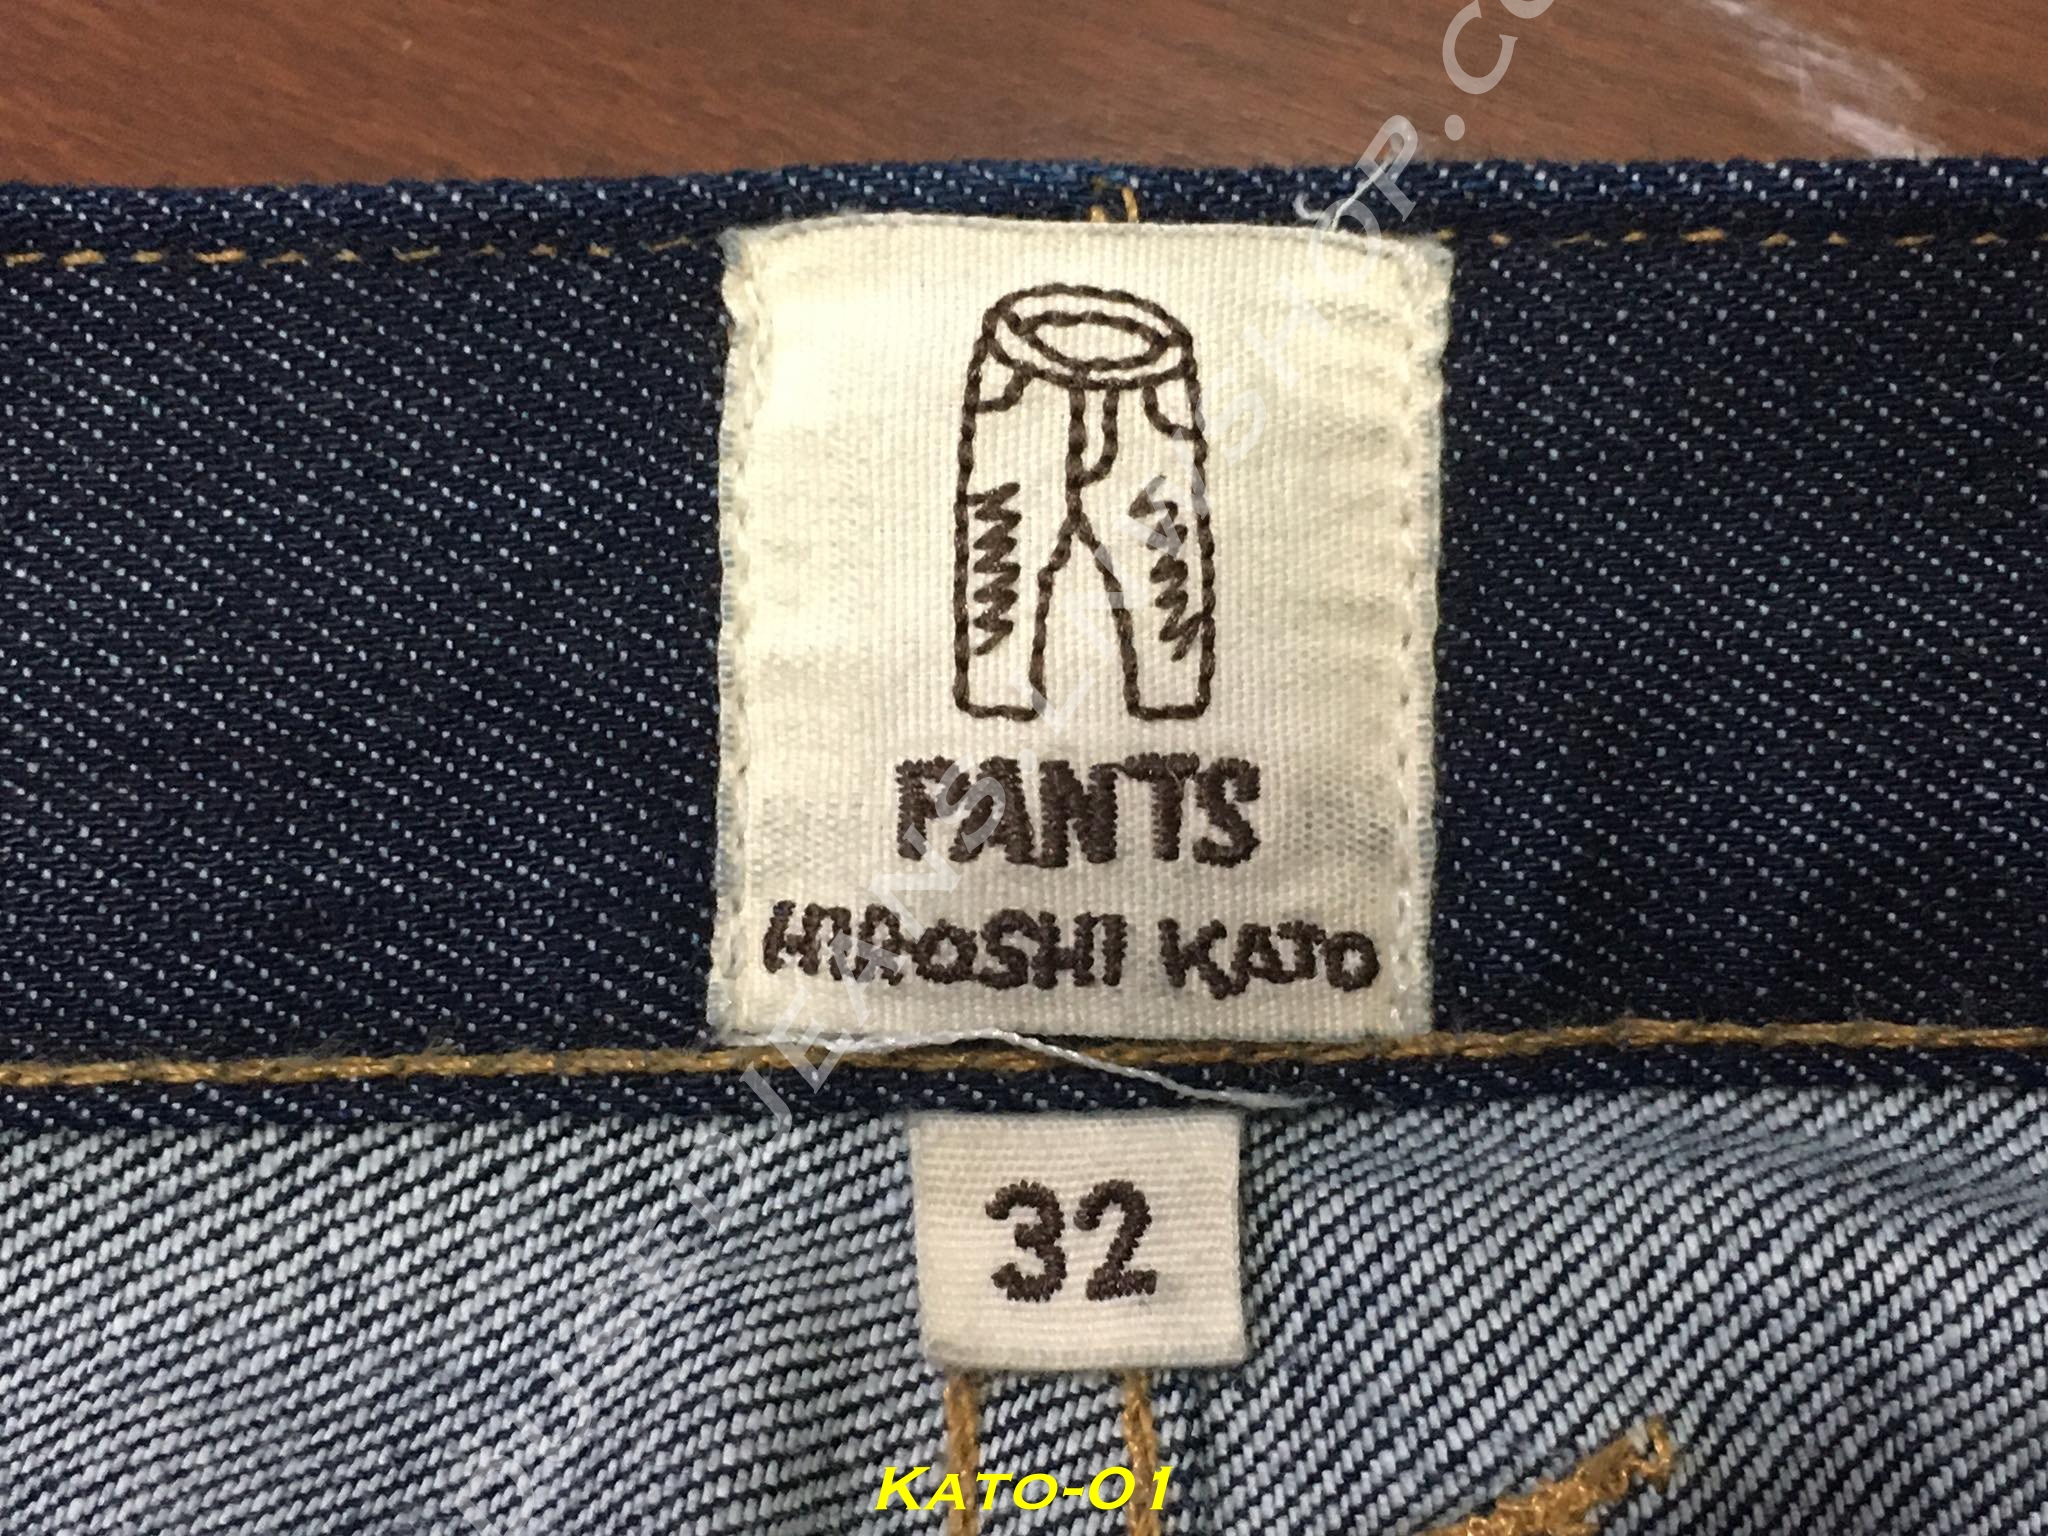 PANTS
HIROSHI KATO
32
KATO-01